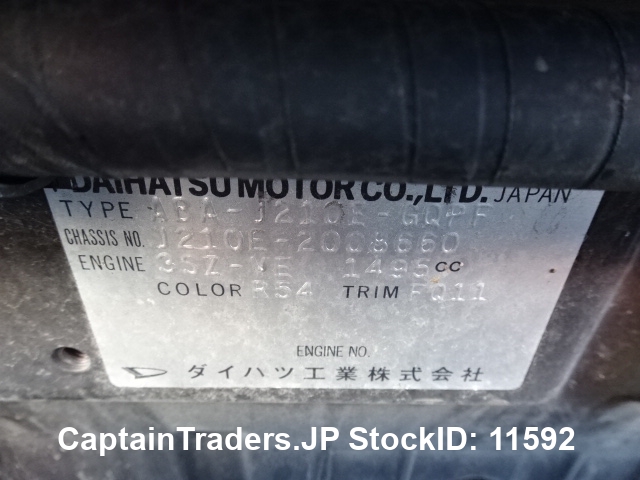 DAIHATSU MOTOR CO., LTD. JAPAN
TYPE ABA-J210E-GQPF
CHASSIS NO. J210E-2008660
ENGINE 3SZ-VE 1495 CC
COLOR R54 TRIM FQ11
ENGINE NO.
ダイハツ工業株式会社
CaptainTraders.JP StockID: 11592